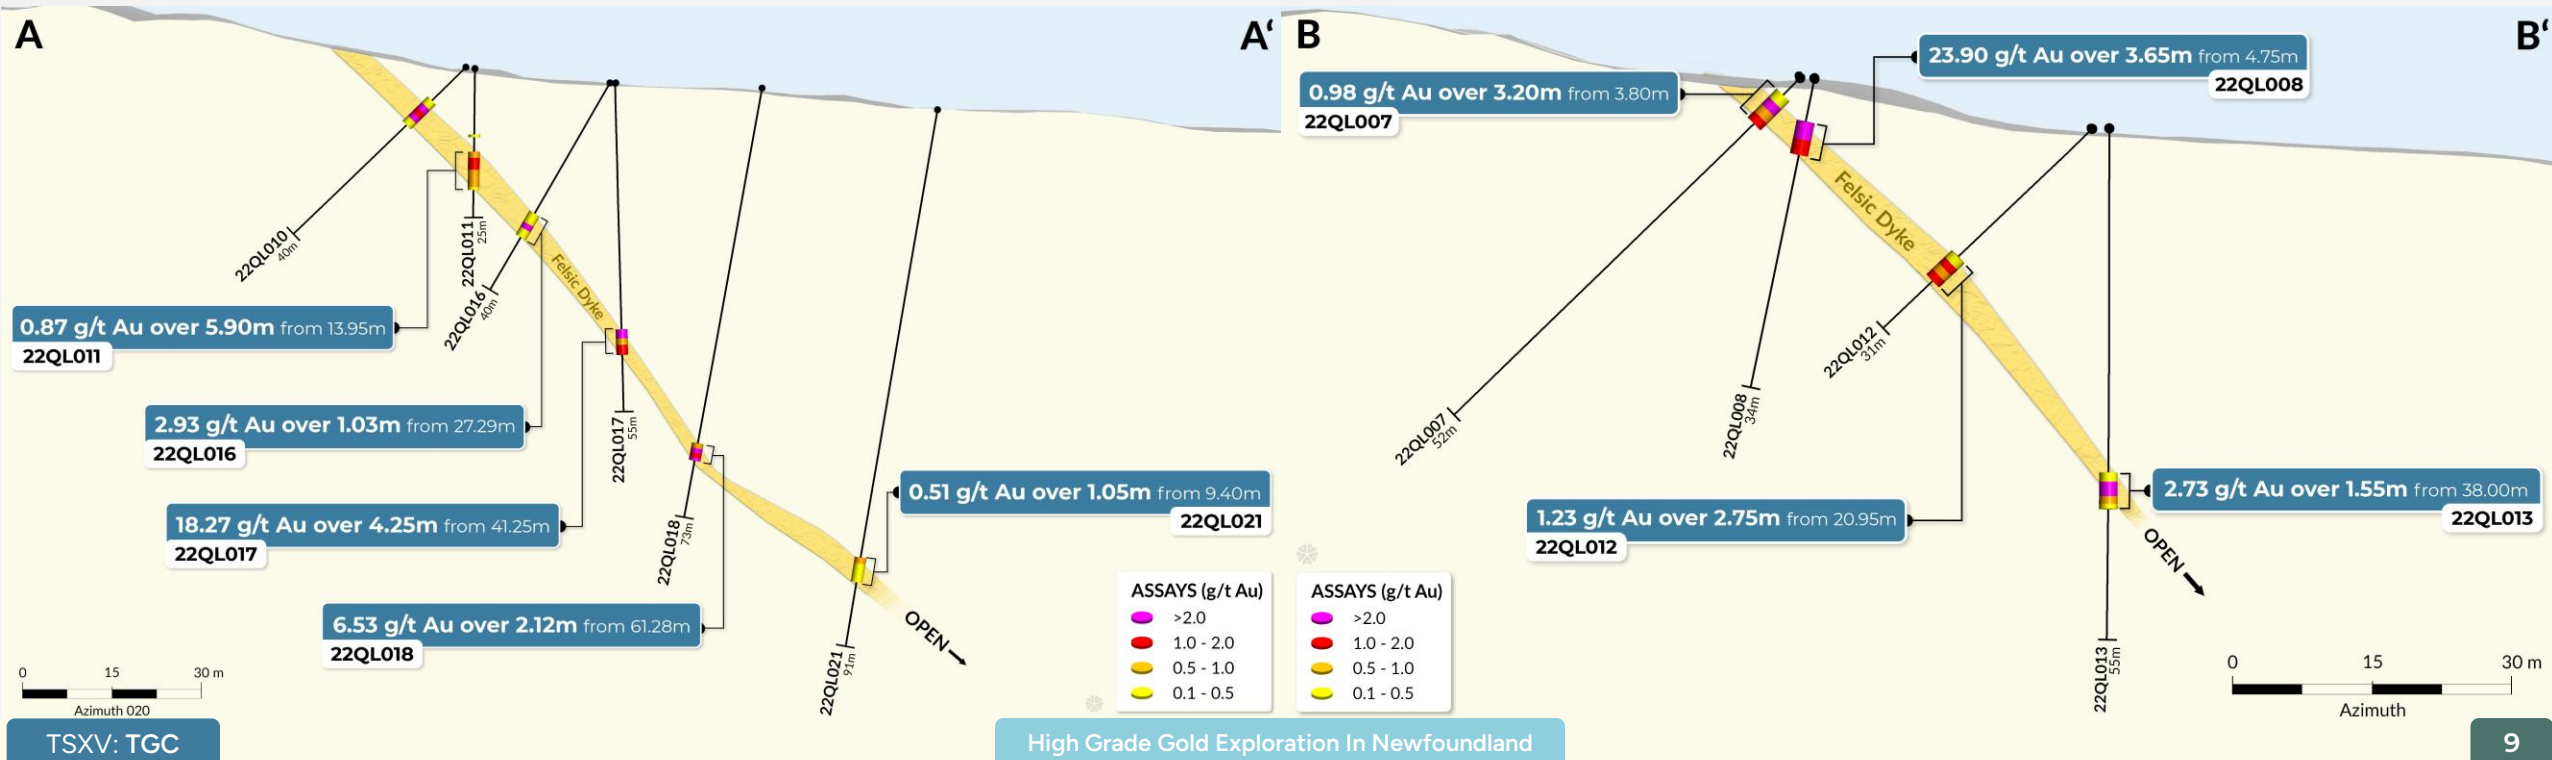 A
A‘
22QL010
40m
22QL011
25m
22QL016
40m
Felsic Dyke
22QL017
55m
22QL018
73m
22QL021
91m
0.87 g/t Au over 5.90m from 13.95m
22QL011
2.93 g/t Au over 1.03m from 27.29m
22QL016
18.27 g/t Au over 4.25m from 41.25m
22QL017
6.53 g/t Au over 2.12m from 61.28m
22QL018
0.51 g/t Au over 1.05m from 9.40m
22QL021
OPEN
0 15 30 m
Azimuth 020
ASSAYS (g/t Au)
>2.0
1.0 - 2.0
0.5 - 1.0
0.1 - 0.5
B
B‘
0.98 g/t Au over 3.20m from 3.80m
22QL007
23.90 g/t Au over 3.65m from 4.75m
22QL008
Felsic Dyke
22QL007
52m
22QL008
34m
22QL012
31m
22QL013
55m
1.23 g/t Au over 2.75m from 20.95m
22QL012
2.73 g/t Au over 1.55m from 38.00m
22QL013
OPEN
ASSAYS (g/t Au)
>2.0
1.0 - 2.0
0.5 - 1.0
0.1 - 0.5
0 15 30 m
Azimuth
TSXV: TGC
High Grade Gold Exploration In Newfoundland
9